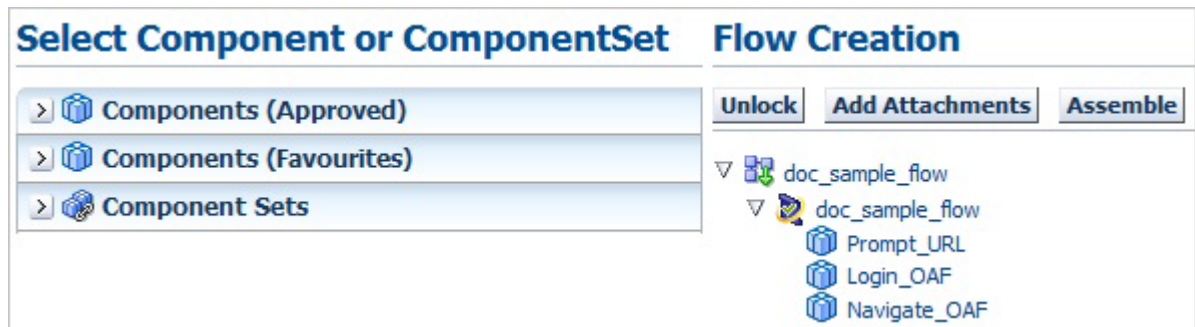 Select Component or ComponentSet
Components (Approved)
Components (Favourites)
Component Sets
Flow Creation
Unlock Add Attachments Assemble
doc_sample_flow
doc_sample_flow
Prompt_URL
Login_OAF
Navigate_OAF